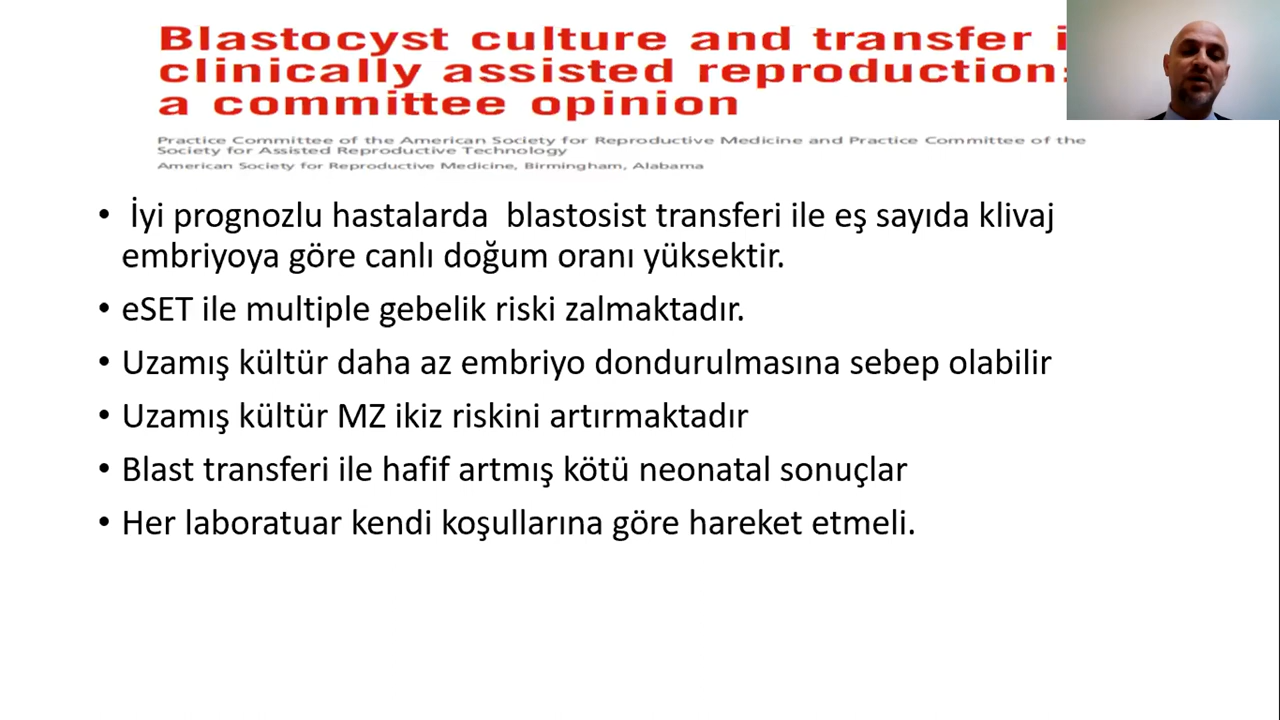 Blastocyst culture and transfer i
clinically assisted reproduction:
a committee opinion
Practice Committee of the American Society for Reproductive Medicine and Practice Committee of the
Society for Assisted Reproductive Technology
American Society for Reproductive Medicine, Birmingham, Alabama
• İyi prognozlu hastalarda blastosist transferi ile eş sayıda klivaj
embriyoya göre canlı doğum oranı yüksektir.
• eSET ile multiple gebelik riski zalmaktadır.
• Uzamış kültür daha az embriyo dondurulmasına sebep olabilir
• Uzamış kültür MZ ikiz riskini artırmaktadır
• Blast transferi ile hafif artmış kötü neonatal sonuçlar
• Her laboratuar kendi koşullarına göre hareket etmeli.